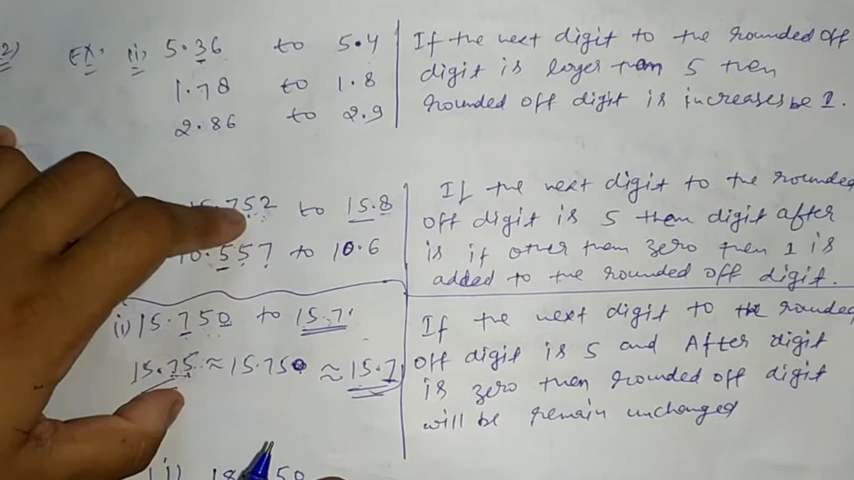 2) Ex: (i) 5.36 to 5.4
1.78 to 1.8
2.86 to 2.9
If the next digit to the rounded off
digit is larger than 5 then
rounded off digit is increases be 1.
752 to 15.8
10.557 to 10.6
If the next digit to the rounded
off digit is 5 them digit after
is if other than zero then 1 is
added to the rounded off digit.
(i) 15.750 to 15.7
15.75 ≈ 15.750 ≈ 15.7
If the next digit to the rounded
off digit is 5 and After digit
is zero then rounded off digit
will be remain unchanged
50